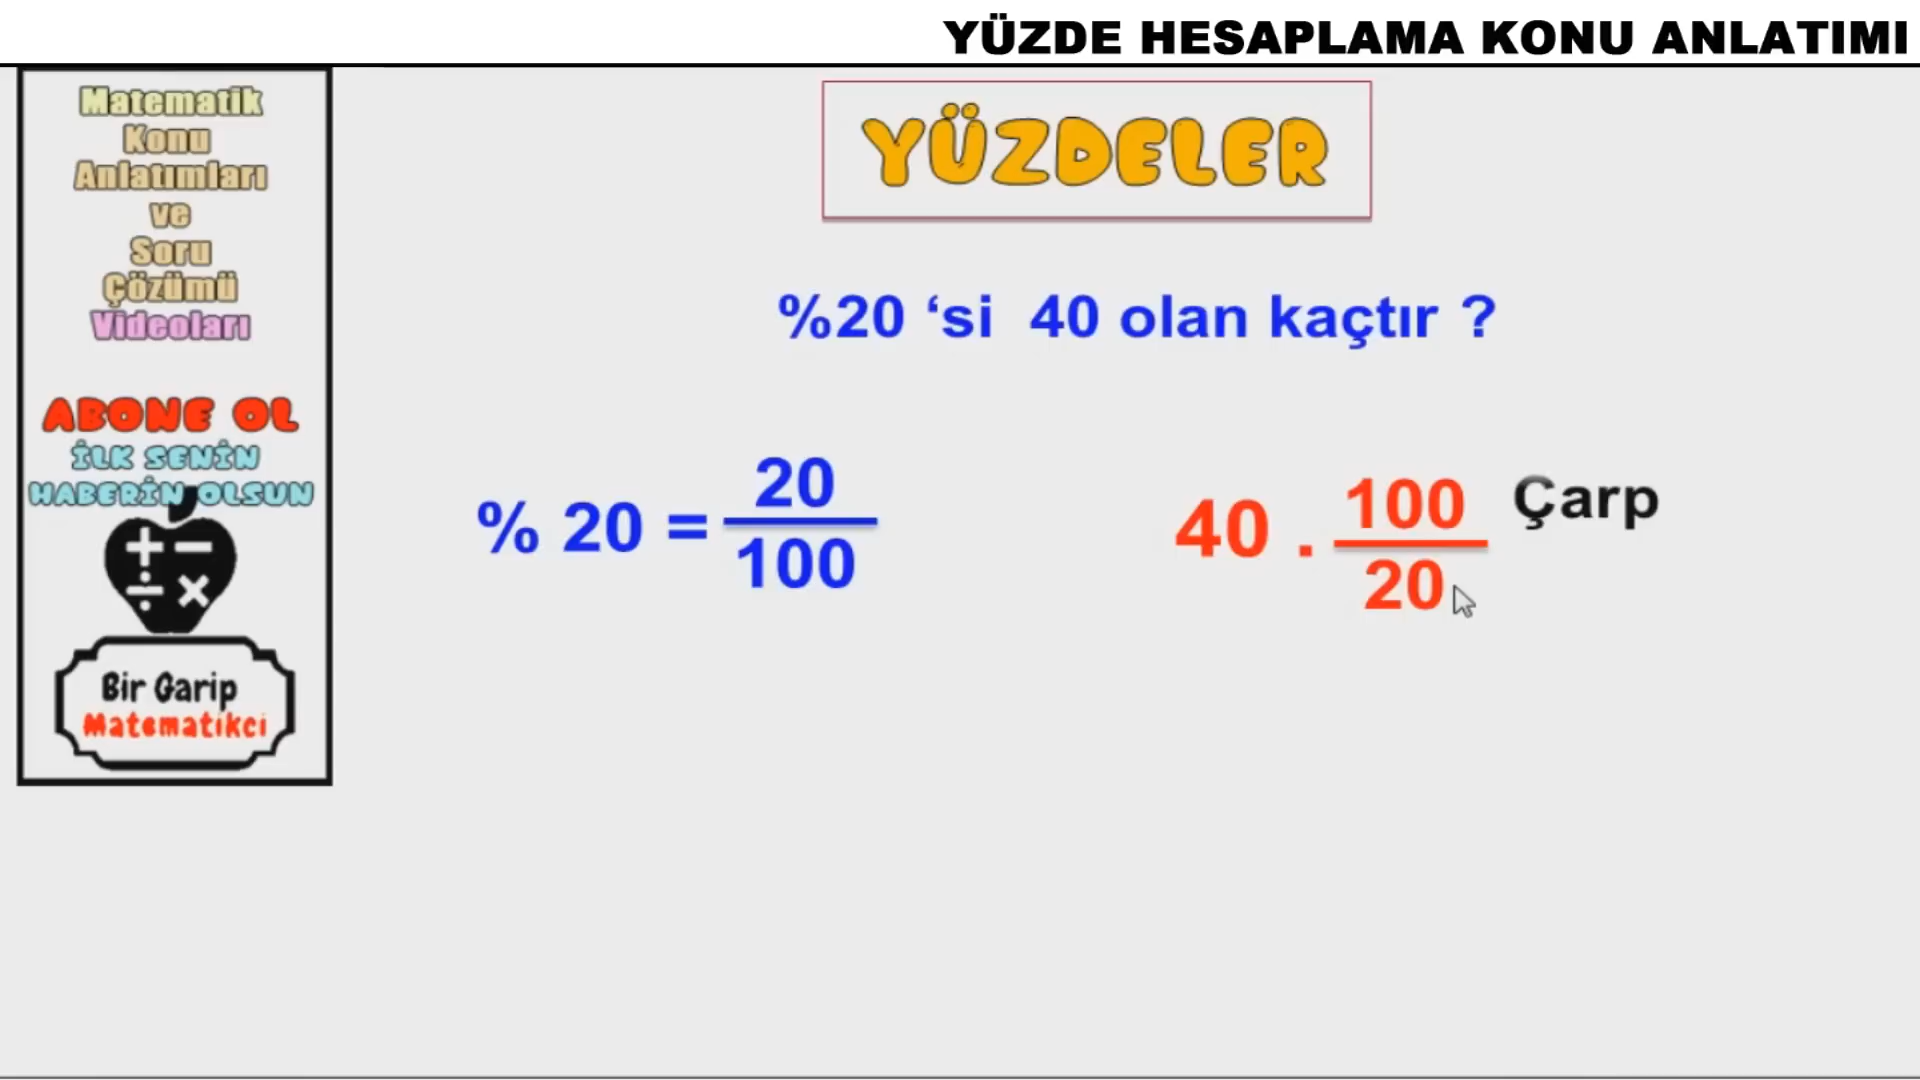 YÜZDE HESAPLAMA KONU ANLATIMI
Matematik
Konu
Anlatımları
ve
Soru
Çözümü
Videoları
ABONE OL
İLK SENİN
HABERİN OLSUN
Bir Garip
Matematikci
YÜZDELER
%20 ‘si 40 olan kaçtır ?
% 20 =
20
100
40 .
100
20
Çarp